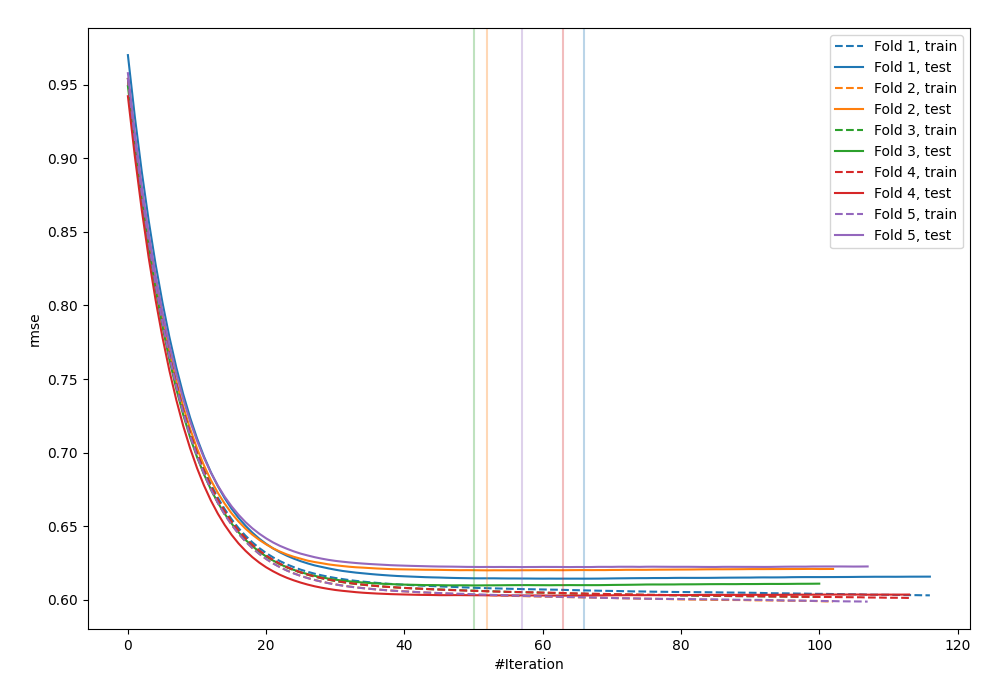 0.95
0.90
0.85
0.80
0.75
0.70
0.65
0.60
rmse
0
20
40
60
80
100
120
#Iteration
Fold 1, train
Fold 1, test
Fold 2, train
Fold 2, test
Fold 3, train
Fold 3, test
Fold 4, train
Fold 4, test
Fold 5, train
Fold 5, test